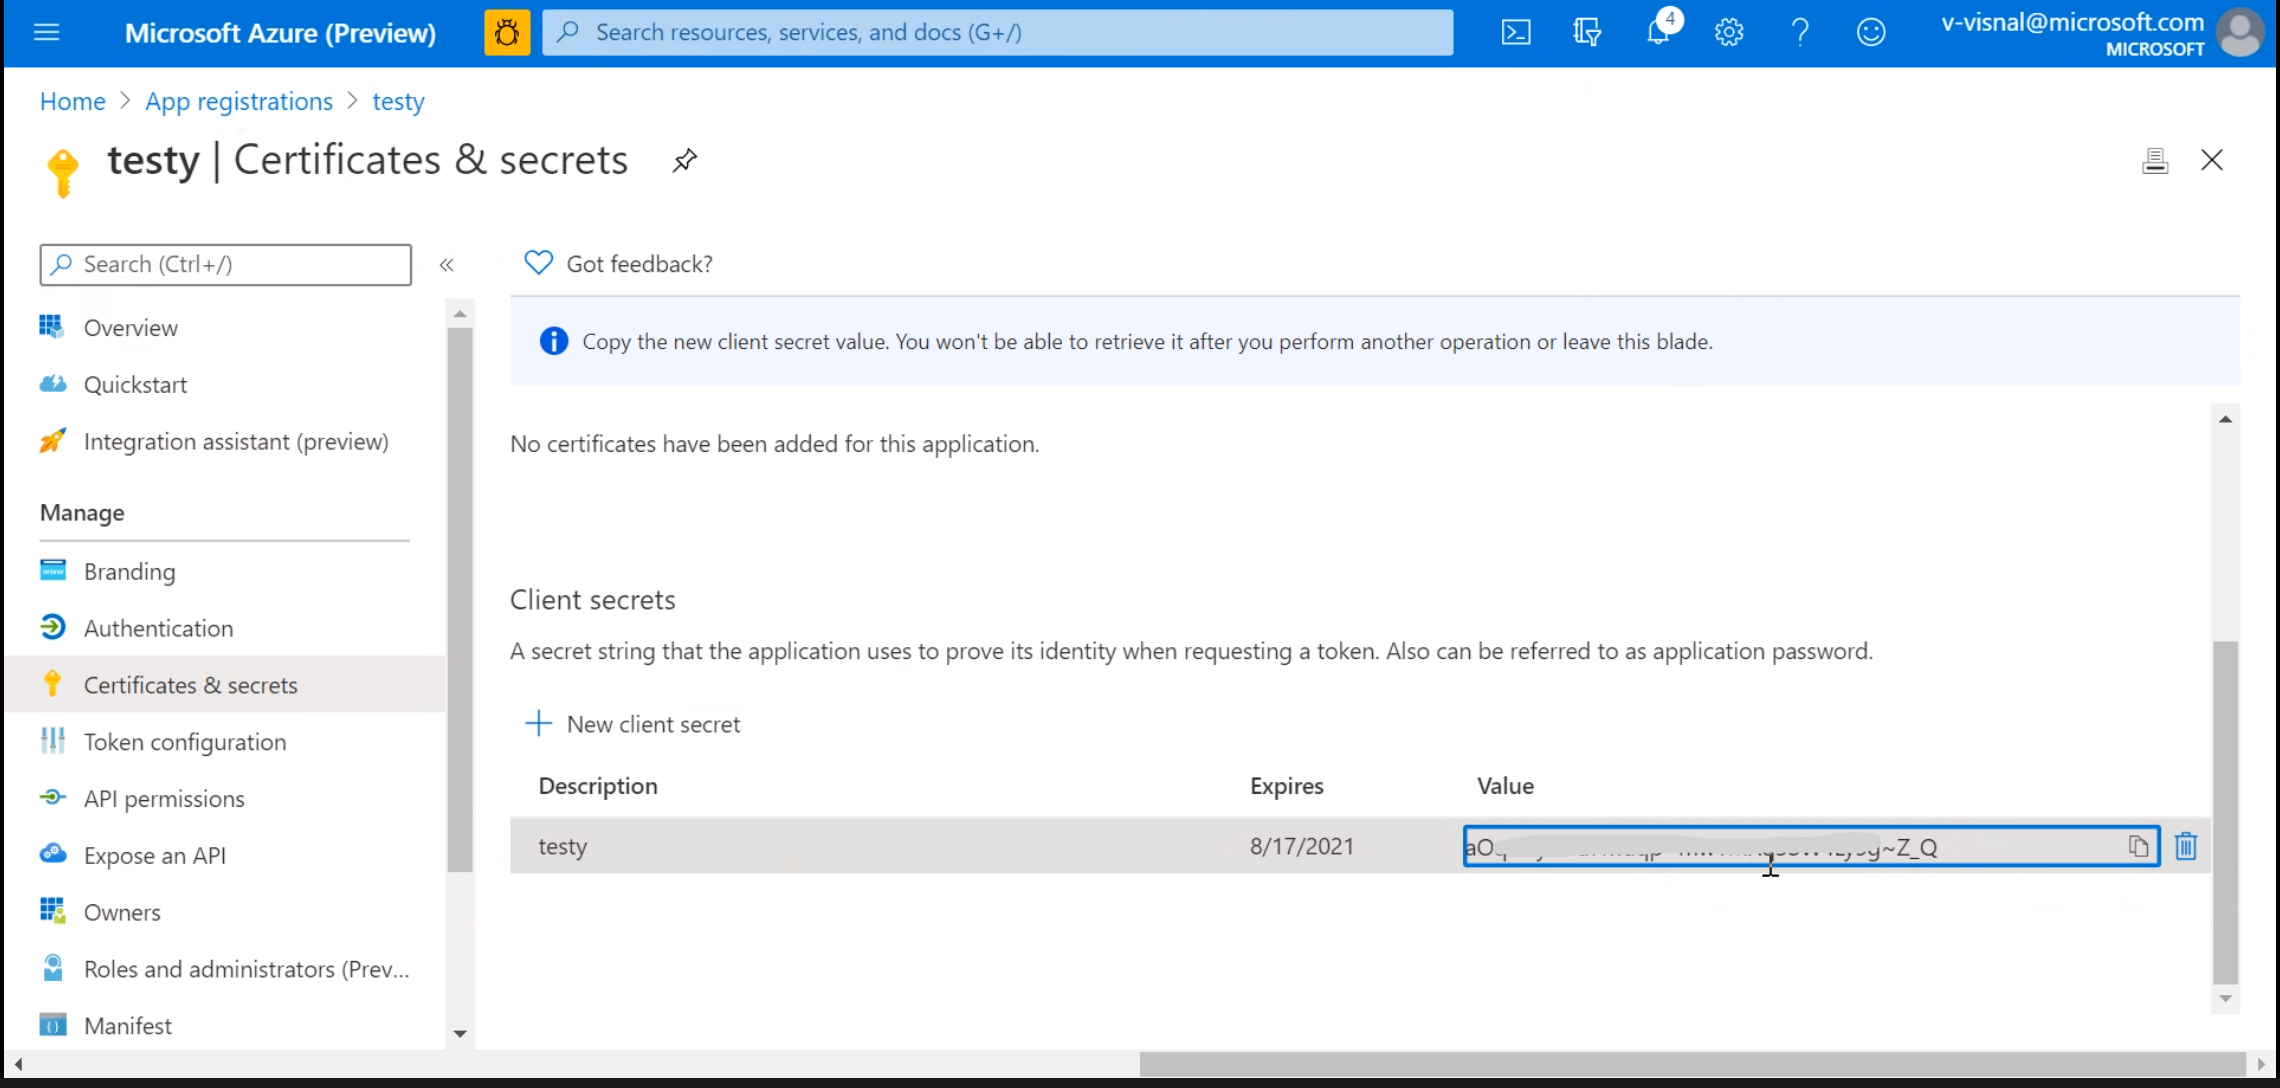 Microsoft Azure (Preview)
Search resources, services, and docs (G+/)
4
v-visnal@microsoft.com
MICROSOFT
Home > App registrations > testy
testy | Certificates & secrets
Search (Ctrl+/)
«
Got feedback?
Overview
Copy the new client secret value. You won't be able to retrieve it after you perform another operation or leave this blade.
Quickstart
Integration assistant (preview)
No certificates have been added for this application.
Manage
Branding
Client secrets
Authentication
A secret string that the application uses to prove its identity when requesting a token. Also can be referred to as application password.
Certificates & secrets
New client secret
Token configuration
Description Expires Value
API permissions
testy 8/17/2021
Expose an API
Owners
Roles and administrators (Prev...
Manifest